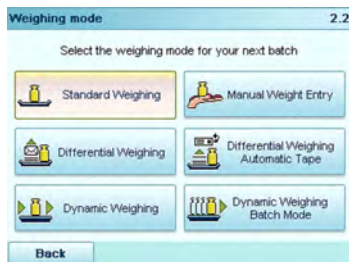 Weighing mode 2.2
Select the weighing mode for your next batch
Standard Weighing
Manual Weight Entry
Differential Weighing
Differential Weighing
Automatic Tape
Dynamic Weighing
Dynamic Weighing
Batch Mode
Back